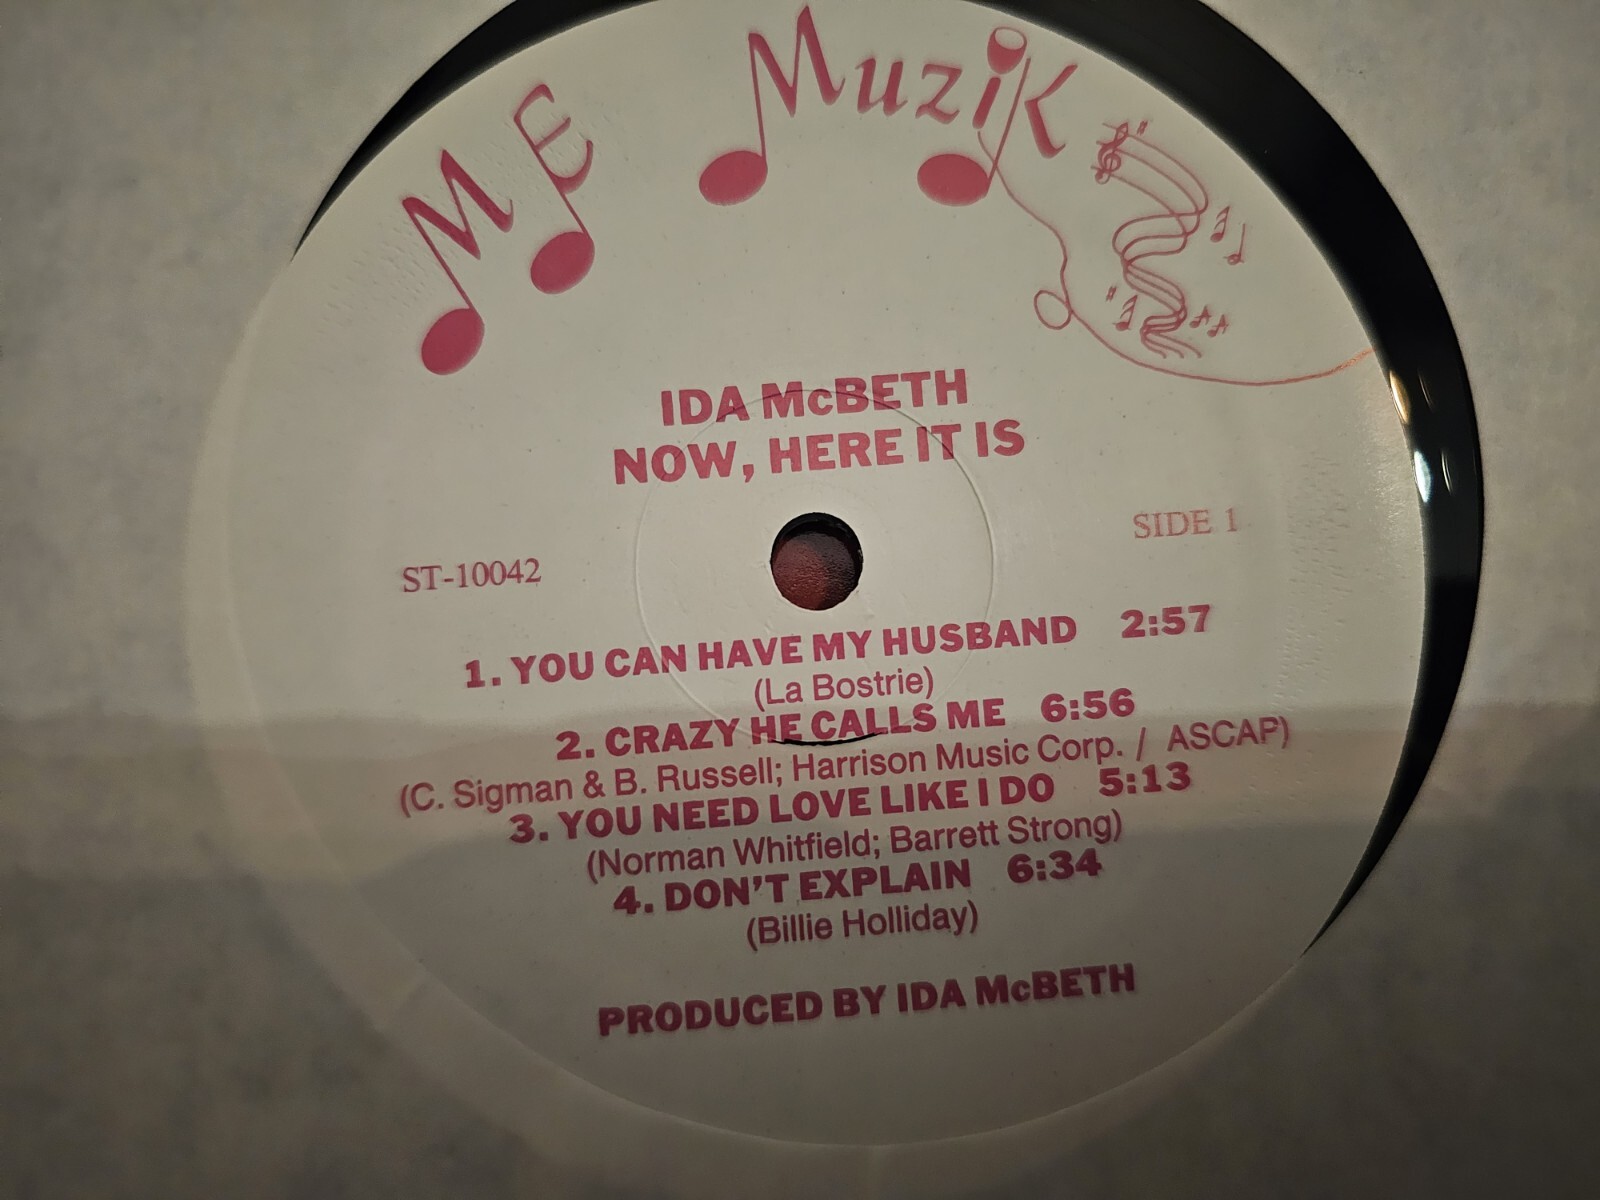 ME MuziK
IDA McBETH
NOW, HERE IT IS
SIDE 1
ST-10042
1. YOU CAN HAVE MY HUSBAND 2:57
(La Bostrie)
2. CRAZY HE CALLS ME 6:56
(C. Sigman & B. Russell; Harrison Music Corp. / ASCAP)
3. YOU NEED LOVE LIKE I DO 5:13
(Norman Whitfield; Barrett Strong)
4. DON'T EXPLAIN 6:34
(Billie Holliday)
PRODUCED BY IDA McBETH